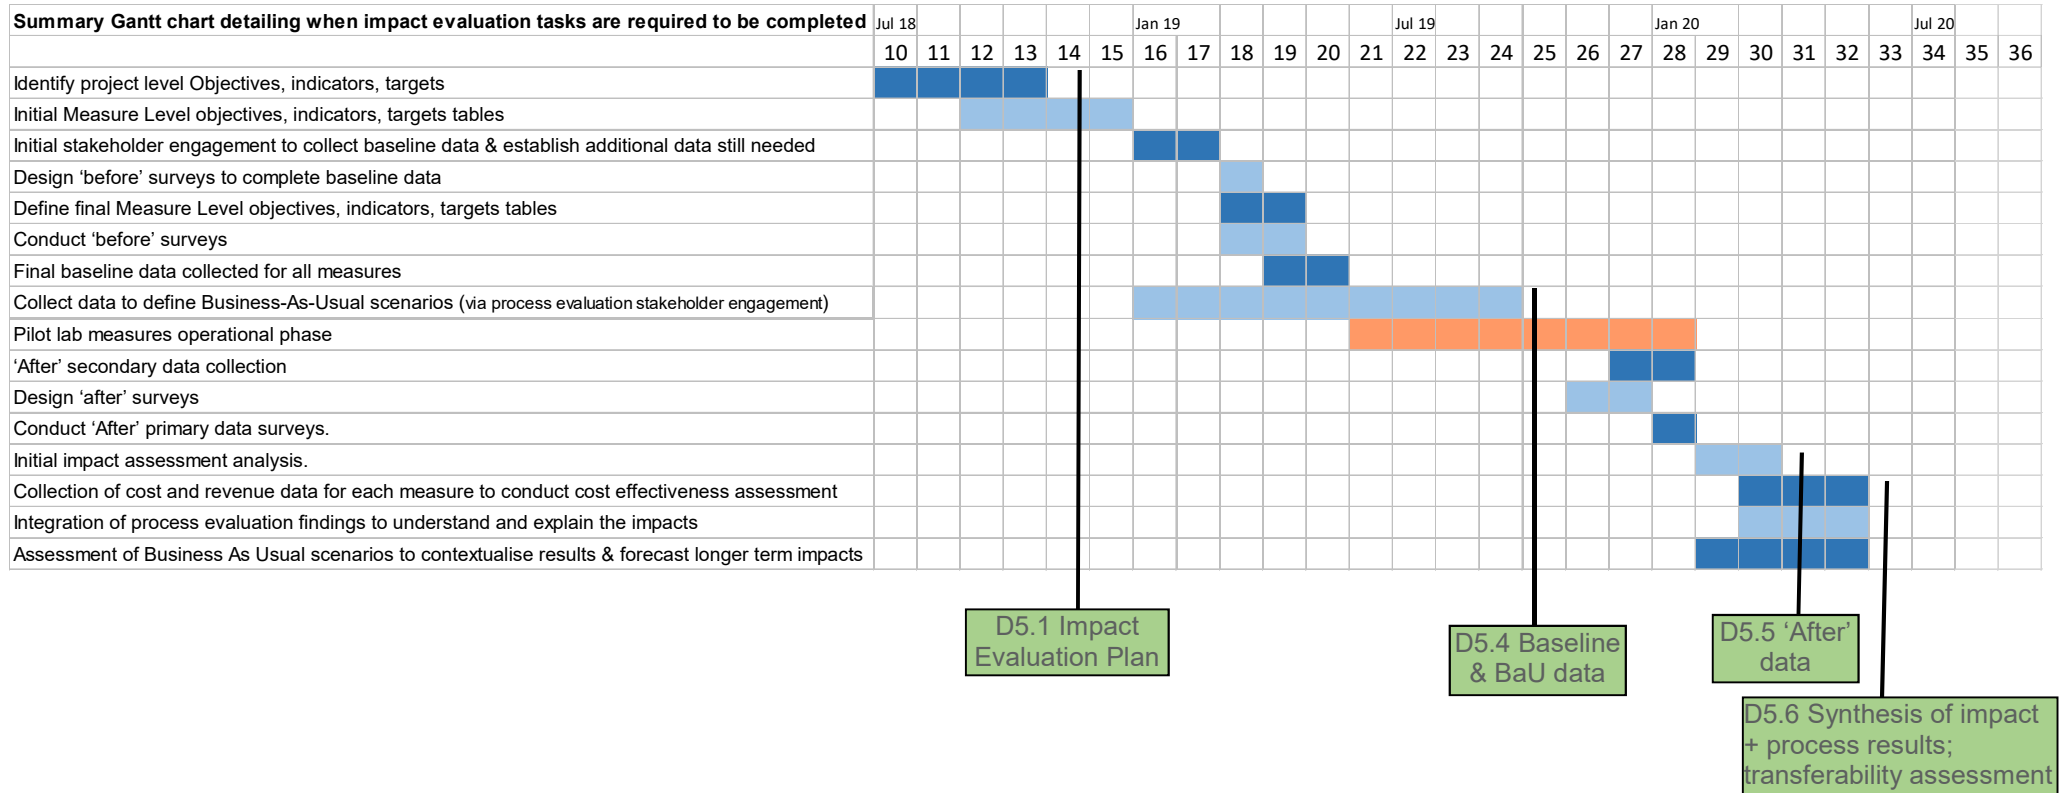 Summary Gantt chart detailing when impact evaluation tasks are required to be completed Jul 18 Jan 19 Jul 19 Jan 20 Jul 20
10 11 12 13 14 15 16 17 18 19 20 21 22 23 24 25 26 27 28 29 30 31 32 33 34 35 36
Identify project level Objectives, indicators, targets
Initial Measure Level objectives, indicators, targets tables
Initial stakeholder engagement to collect baseline data & establish additional data still needed
Design ‘before’ surveys to complete baseline data
Define final Measure Level objectives, indicators, targets tables
Conduct ‘before’ surveys
Final baseline data collected for all measures
Collect data to define Business-As-Usual scenarios (via process evaluation stakeholder engagement)
Pilot lab measures operational phase
‘After’ secondary data collection
Design ‘after’ surveys
Conduct ‘After’ primary data surveys.
Initial impact assessment analysis.
Collection of cost and revenue data for each measure to conduct cost effectiveness assessment
Integration of process evaluation findings to understand and explain the impacts
Assessment of Business As Usual scenarios to contextualise results & forecast longer term impacts
D5.1 Impact
Evaluation Plan
D5.4 Baseline
& BaU data
D5.5 ‘After’
data
D5.6 Synthesis of impact
+ process results;
transferability assessment